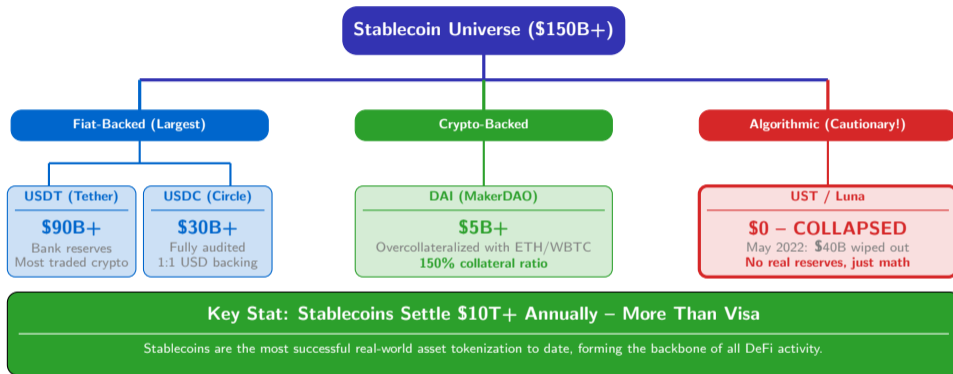 Stablecoin Universe ($150B+)
Fiat-Backed (Largest)
Crypto-Backed
Algorithmic (Cautionary!)
USDT (Tether)
$90B+
Bank reserves
Most traded crypto
USDC (Circle)
$30B+
Fully audited
1:1 USD backing
DAI (MakerDAO)
$5B+
Overcollateralized with ETH/WBTC
150% collateral ratio
UST / Luna
$0 – COLLAPSED
May 2022: $40B wiped out
No real reserves, just math
Key Stat: Stablecoins Settle $10T+ Annually – More Than Visa
Stablecoins are the most successful real-world asset tokenization to date, forming the backbone of all DeFi activity.